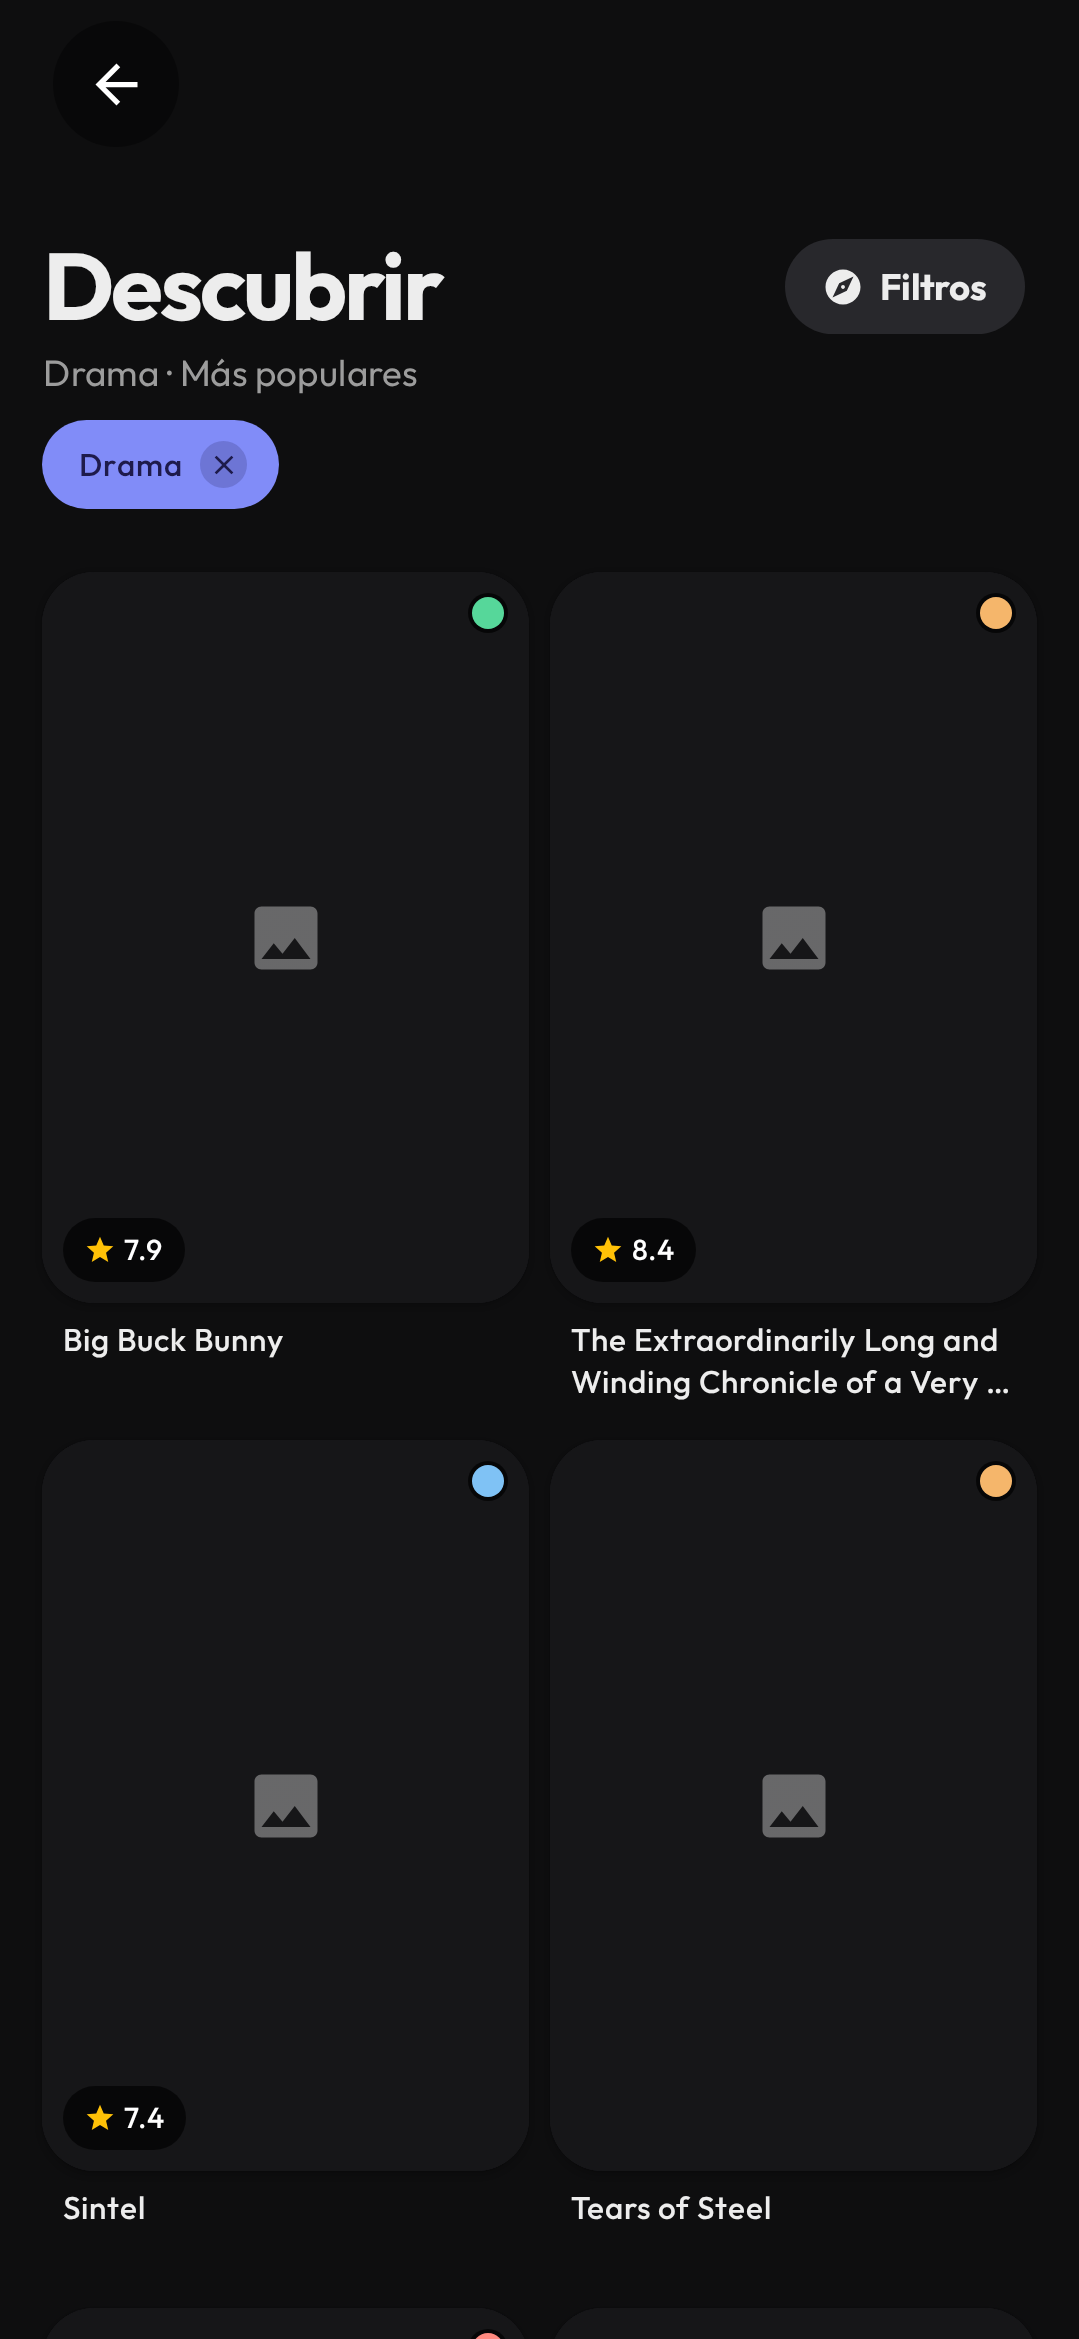 Descubrir
Filtros
Drama · Más populares
Drama
7.9
8.4
Big Buck Bunny
The Extraordinarily Long and
Winding Chronicle of a Very ...
7.4
Sintel
Tears of Steel